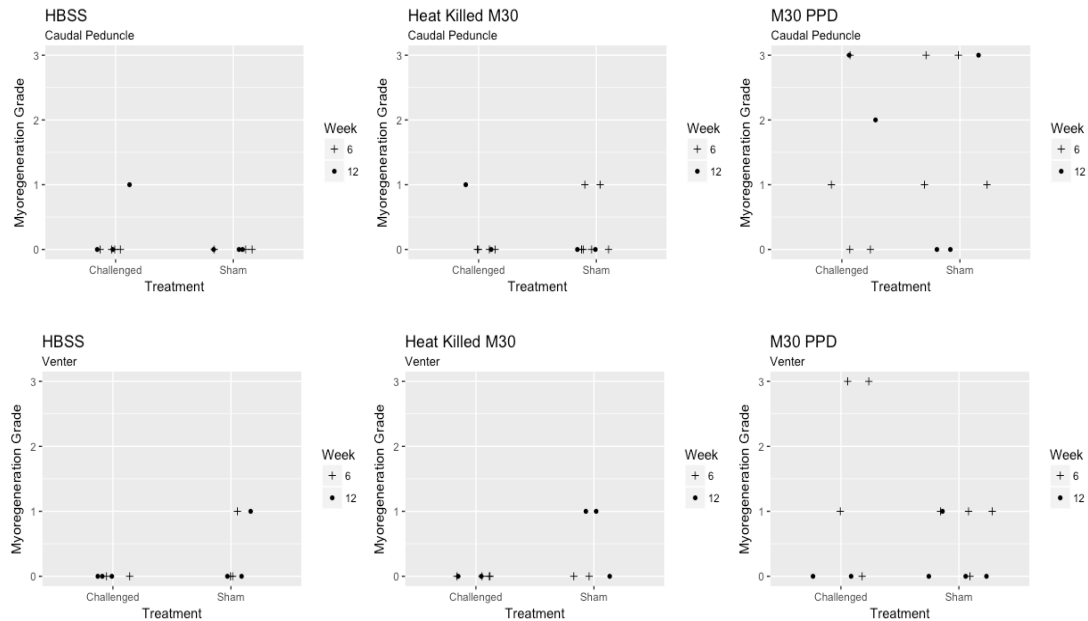 HBSS
Caudal Peduncle
3
2
1
0
Myoregeneration Grade
Challenged
Sham
Treatment
Week
6
12
Heat Killed M30
Caudal Peduncle
3
2
1
0
Myoregeneration Grade
Challenged
Sham
Treatment
Week
6
12
M30 PPD
Caudal Peduncle
3
2
1
0
Myoregeneration Grade
Challenged
Sham
Treatment
Week
6
12
HBSS
Venter
3
2
1
0
Myoregeneration Grade
Challenged
Sham
Treatment
Week
6
12
Heat Killed M30
Venter
3
2
1
0
Myoregeneration Grade
Challenged
Sham
Treatment
Week
6
12
M30 PPD
Venter
3
2
1
0
Myoregeneration Grade
Challenged
Sham
Treatment
Week
6
12